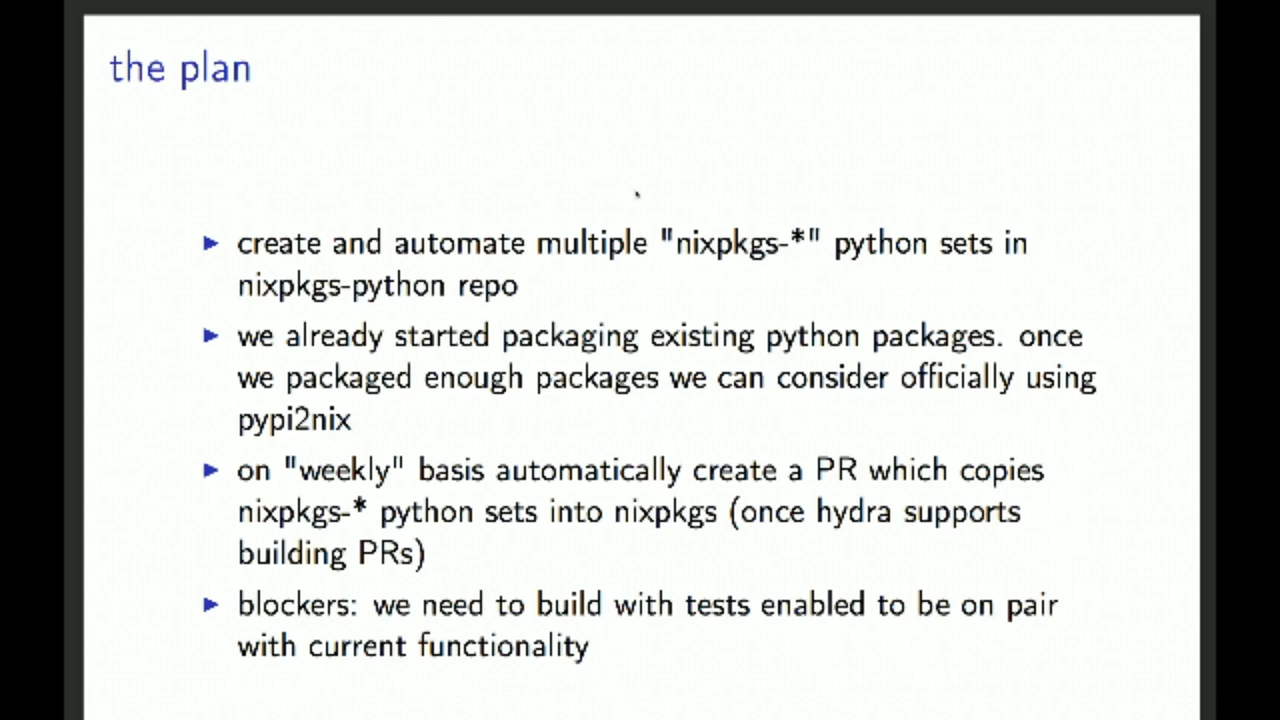 the plan
create and automate multiple "nixpkgs-*" python sets in
nixpkgs-python repo
we already started packaging existing python packages. once
we packaged enough packages we can consider officially using
pypi2nix
on "weekly" basis automatically create a PR which copies
nixpkgs-* python sets into nixpkgs (once hydra supports
building PRs)
blockers: we need to build with tests enabled to be on pair
with current functionality